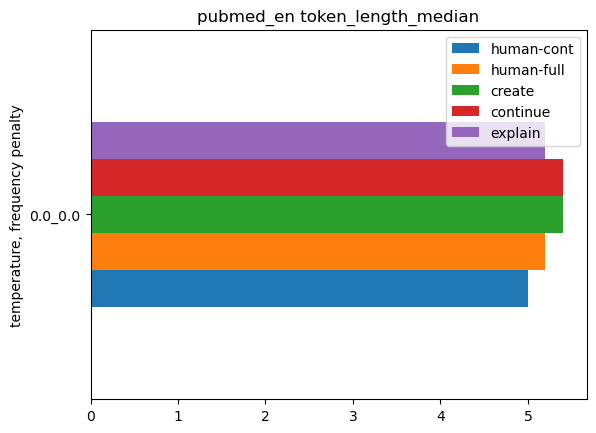 pubmed_en token_length_median
human-cont
human-full
create
continue
explain
temperature, frequency penalty
0.0_0.0
0 1 2 3 4 5